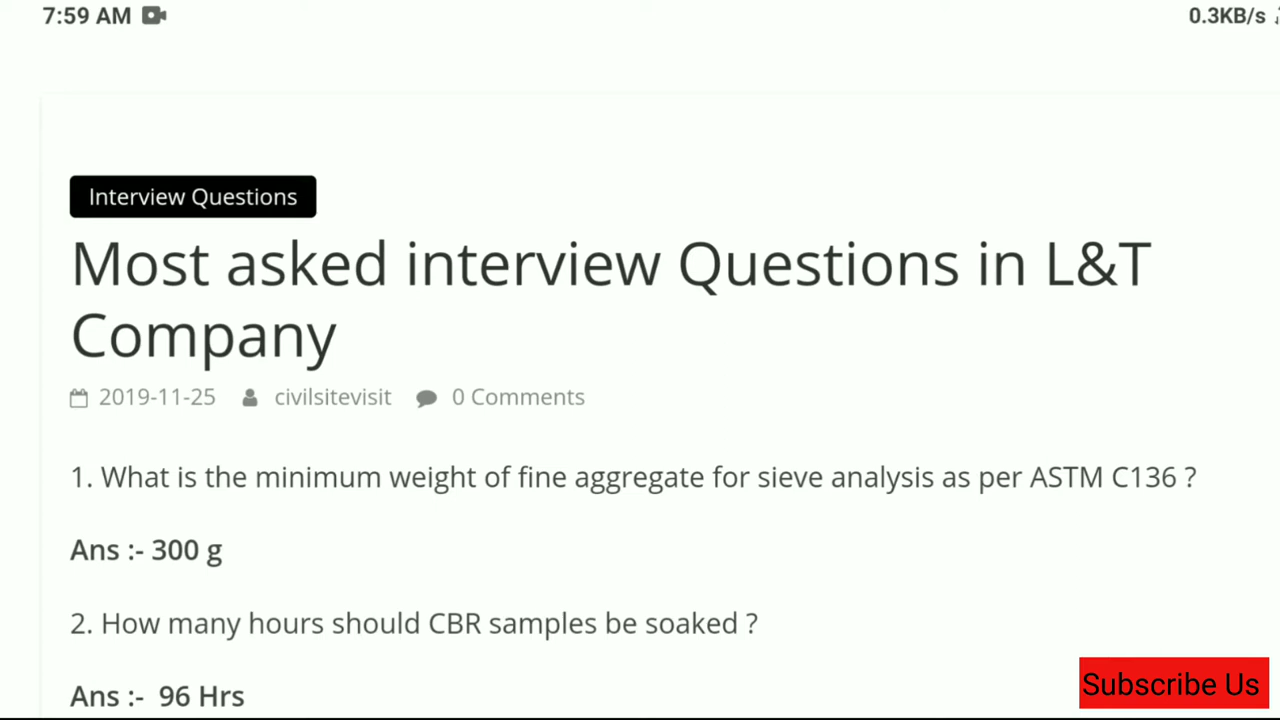 7:59 AM
0.3KB/s
Interview Questions
Most asked interview Questions in L&T
Company
2019-11-25 civilsitevisit 0 Comments
1. What is the minimum weight of fine aggregate for sieve analysis as per ASTM C136 ?
Ans :- 300 g
2. How many hours should CBR samples be soaked ?
Ans :- 96 Hrs
Subscribe Us